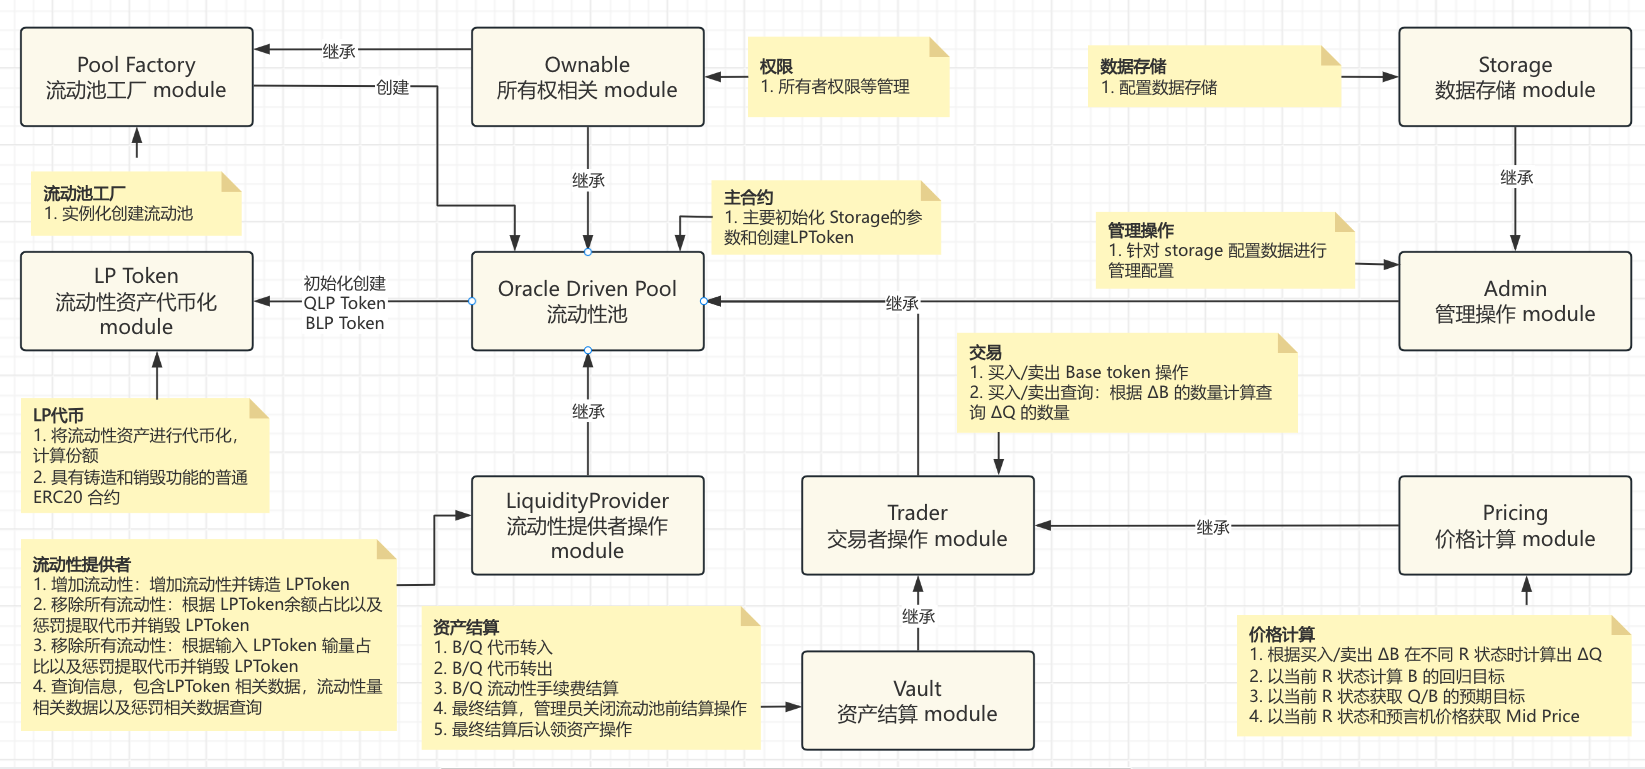 Pool Factory
流动池工厂 module
继承
创建
Ownable
所有权相关 module
权限
1. 所有者权限等管理
数据存储
1. 配置数据存储
Storage
数据存储 module
流动池工厂
1. 实例化创建流动池
继承
主合约
1. 主要初始化 Storage的参
数和创建LPToken
继承
管理操作
1. 针对 storage 配置数据进行
管理配置
LP Token
流动性资产代币化
module
初始化创建
QLP Token
BLP Token
Oracle Driven Pool
流动性池
继承
Admin
管理操作 module
交易
1. 买入/卖出 Base token 操作
2. 买入/卖出查询：根据 ΔB 的数量计算查
询 ΔQ 的数量
LP代币
1. 将流动性资产进行代币化，
计算份额
2. 具有铸造和销毁功能的普通
ERC20 合约
继承
LiquidityProvider
流动性提供者操作
module
Trader
交易者操作 module
继承
Pricing
价格计算 module
流动性提供者
1. 增加流动性：增加流动性并铸造 LPToken
2. 移除所有流动性：根据 LPToken余额占比以及
惩罚提取代币并销毁 LPToken
3. 移除所有流动性：根据输入 LPToken 输量占
比以及惩罚提取代币并销毁 LPToken
4. 查询信息，包含LPToken 相关数据，流动性量
相关数据以及惩罚相关数据查询
资产结算
1. B/Q 代币转入
2. B/Q 代币转出
3. B/Q 流动性手续费结算
4. 最终结算，管理员关闭流动池前结算操作
5. 最终结算后认领资产操作
继承
Vault
资产结算 module
价格计算
1. 根据买入/卖出 ΔB 在不同 R 状态时计算出 ΔQ
2. 以当前 R 状态计算 B 的回归目标
3. 以当前 R 状态获取 Q/B 的预期目标
4. 以当前 R 状态和预言机价格获取 Mid Price